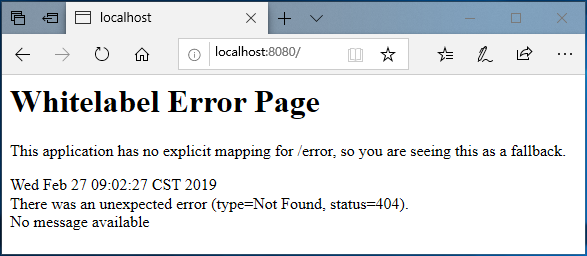 localhost
localhost:8080/
Whitelabel Error Page
This application has no explicit mapping for /error, so you are seeing this as a fallback.
Wed Feb 27 09:02:27 CST 2019
There was an unexpected error (type=Not Found, status=404).
No message available